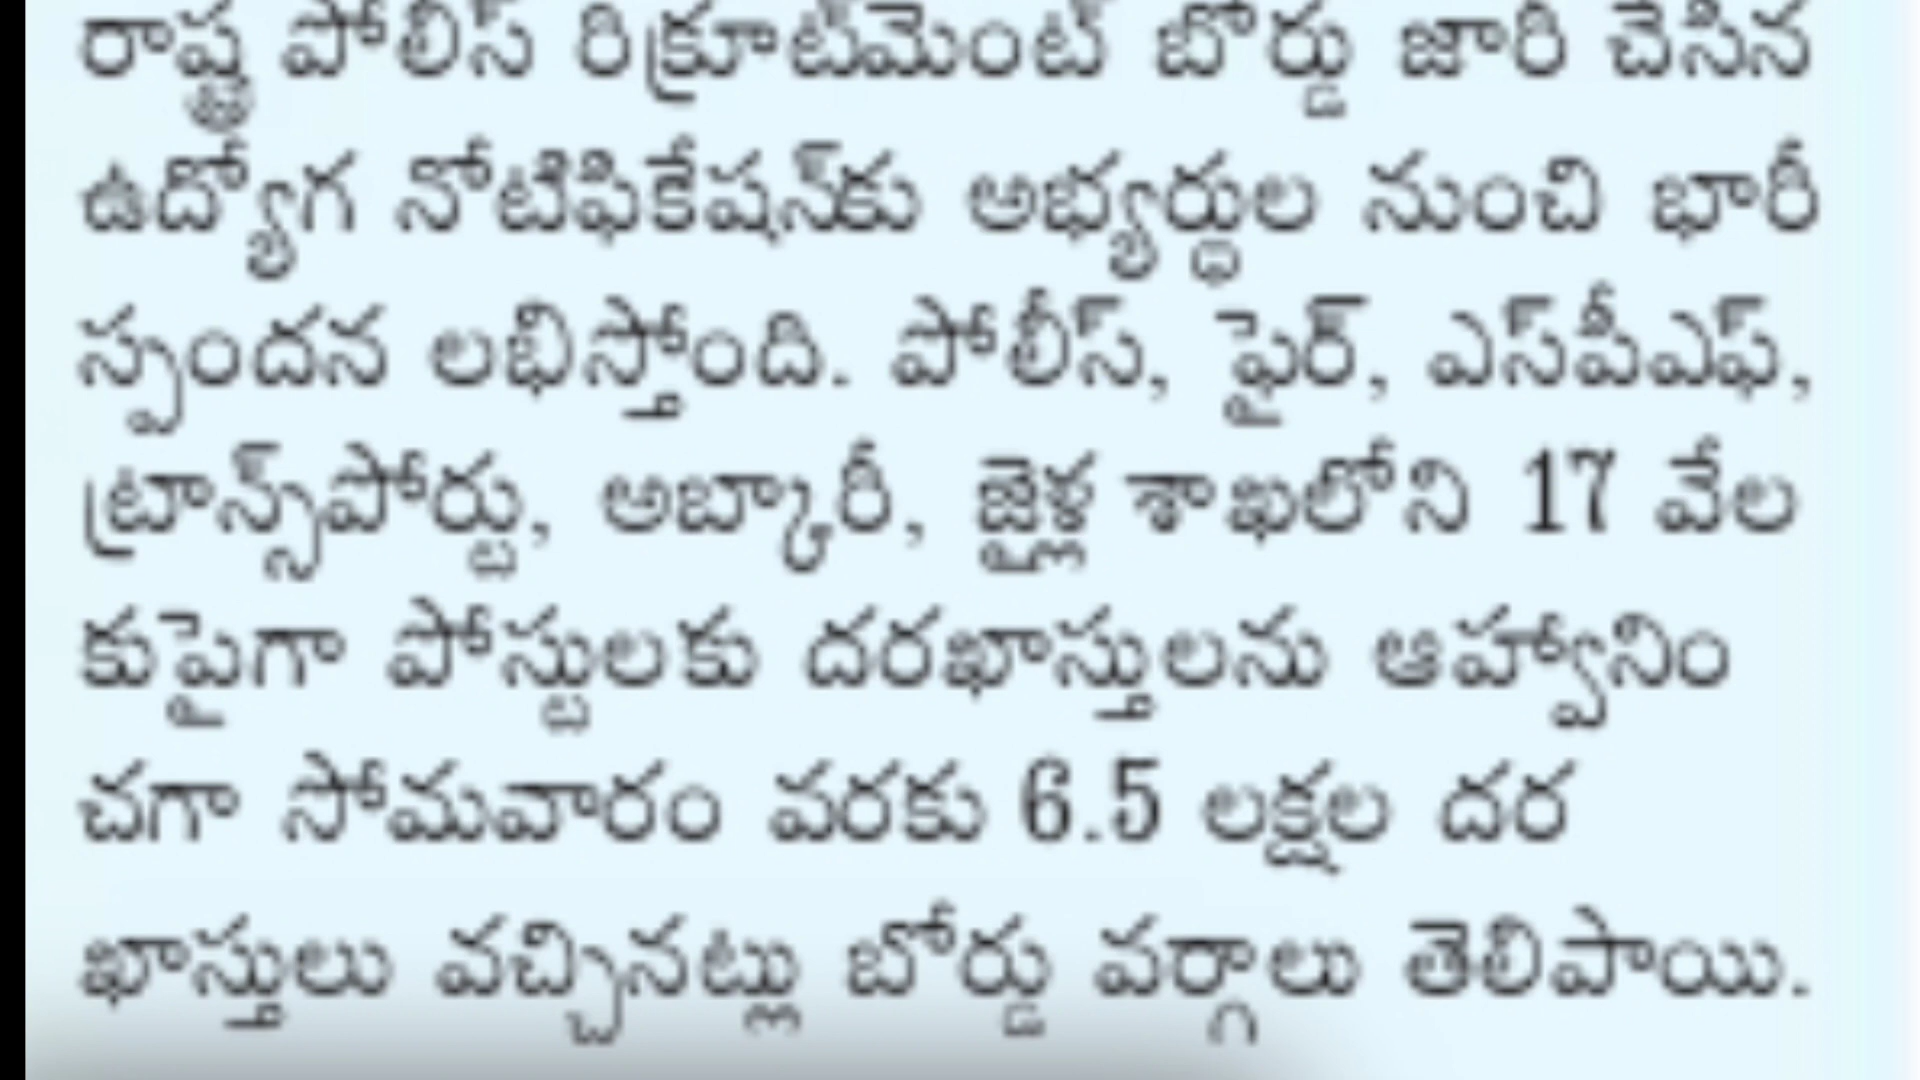 రాష్ట్ర పోలీస్ రిక్రూట్‌మెంట్ బోర్డు జారీ చేసిన
ఉద్యోగ నోటిఫికేషన్‌కు అభ్యర్థుల నుంచి భారీ
స్పందన లభిస్తోంది. పోలీస్, ఫైర్, ఎస్‌పీఎఫ్,
ట్రాన్స్‌పోర్టు, అబ్కారీ, జైళ్ల శాఖలోని 17 వేల
కుపైగా పోస్టులకు దరఖాస్తులను ఆహ్వానిం
చగా సోమవారం వరకు 6.5 లక్షల దర
ఖాస్తులు వచ్చినట్లు బోర్డు వర్గాలు తెలిపాయి.